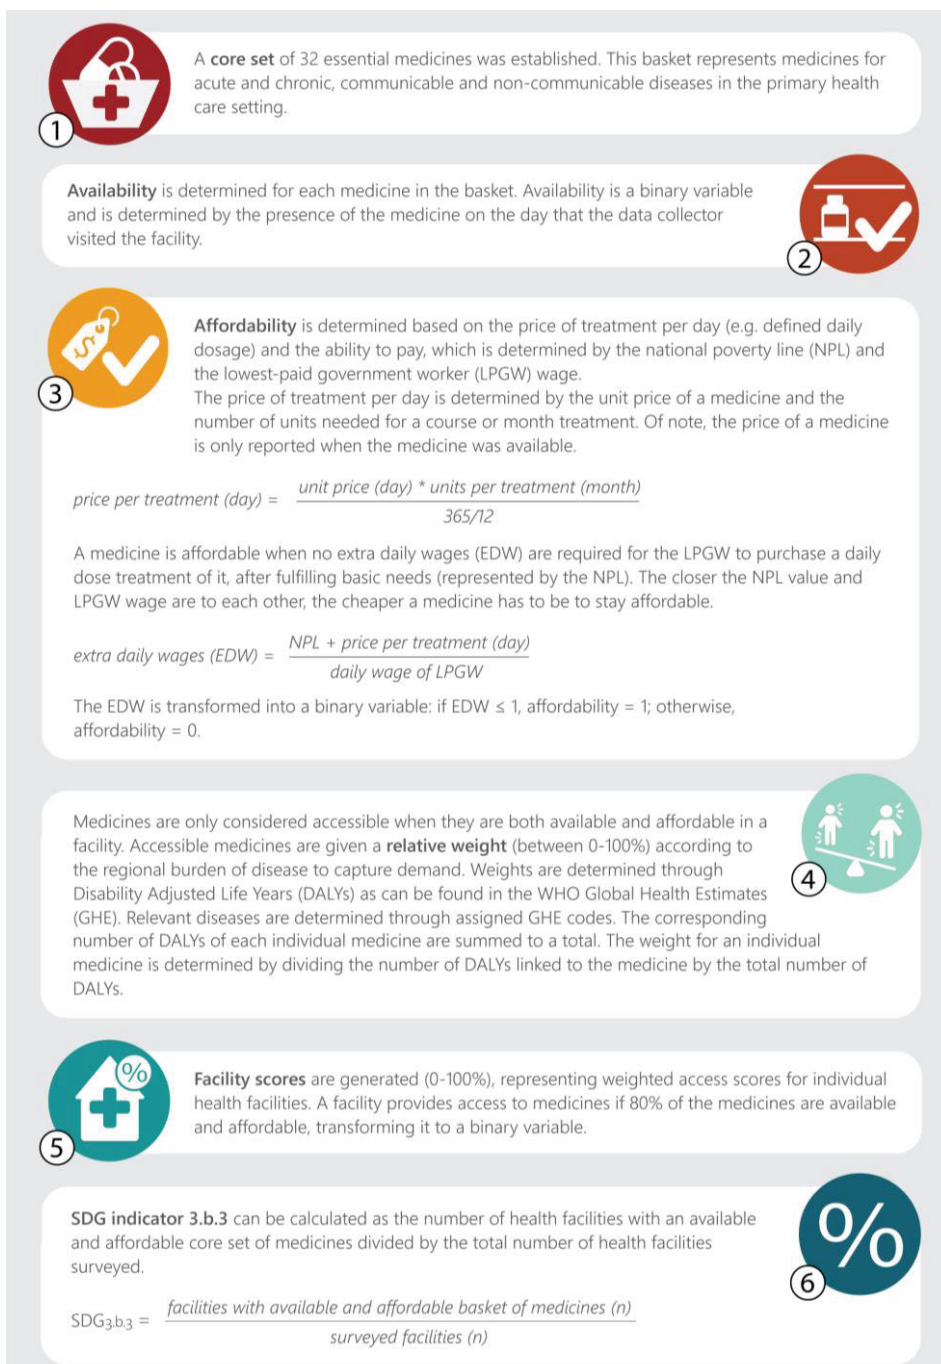 A core set of 32 essential medicines was established. This basket represents medicines for
acute and chronic, communicable and non-communicable diseases in the primary health
care setting.
1
Availability is determined for each medicine in the basket. Availability is a binary variable
and is determined by the presence of the medicine on the day that the data collector
visited the facility.
2
Affordability is determined based on the price of treatment per day (e.g. defined daily
dosage) and the ability to pay, which is determined by the national poverty line (NPL) and
the lowest-paid government worker (LPGW) wage.
3
The price of treatment per day is determined by the unit price of a medicine and the
number of units needed for a course or month treatment. Of note, the price of a medicine
is only reported when the medicine was available.
price per treatment (day) = unit price (day) * units per treatment (month)
365/12
A medicine is affordable when no extra daily wages (EDW) are required for the LPGW to purchase a daily
dose treatment of it, after fulfilling basic needs (represented by the NPL). The closer the NPL value and
LPGW wage are to each other, the cheaper a medicine has to be to stay affordable.
extra daily wages (EDW) = NPL + price per treatment (day)
daily wage of LPGW
The EDW is transformed into a binary variable: if EDW ≤ 1, affordability = 1; otherwise,
affordability = 0.
Medicines are only considered accessible when they are both available and affordable in a
facility. Accessible medicines are given a relative weight (between 0-100%) according to
the regional burden of disease to capture demand. Weights are determined through
Disability Adjusted Life Years (DALYs) as can be found in the WHO Global Health Estimates
(GHE). Relevant diseases are determined through assigned GHE codes. The corresponding
number of DALYs of each individual medicine are summed to a total. The weight for an individual
medicine is determined by dividing the number of DALYs linked to the medicine by the total number of
DALYs.
4
%
Facility scores are generated (0-100%), representing weighted access scores for individual
health facilities. A facility provides access to medicines if 80% of the medicines are available
and affordable, transforming it to a binary variable.
5
SDG indicator 3.b.3 can be calculated as the number of health facilities with an available
and affordable core set of medicines divided by the total number of health facilities
surveyed.
%
6
SDG3.b.3 = facilities with available and affordable basket of medicines (n)
surveyed facilities (n)